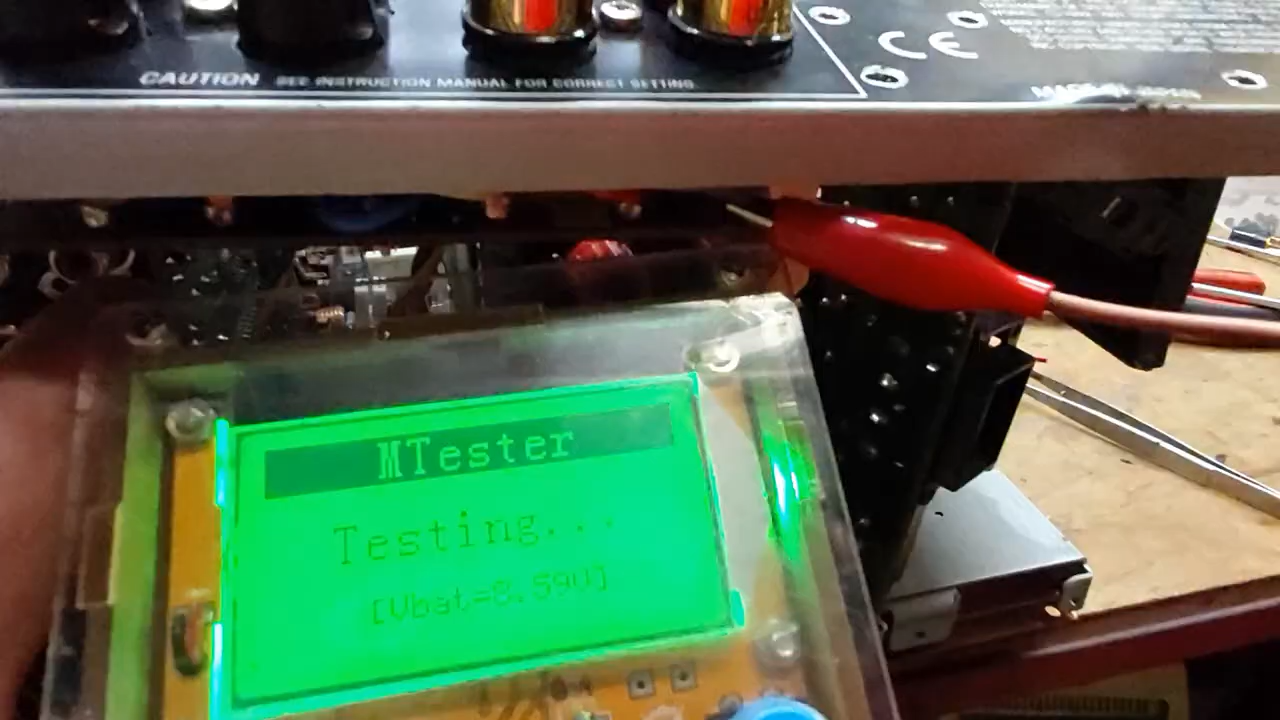 CAUTION SEE INSTRUCTION MANUAL FOR CORRECT SETTING.
CE
MTester
Testing...
[Vbat=8.59V]